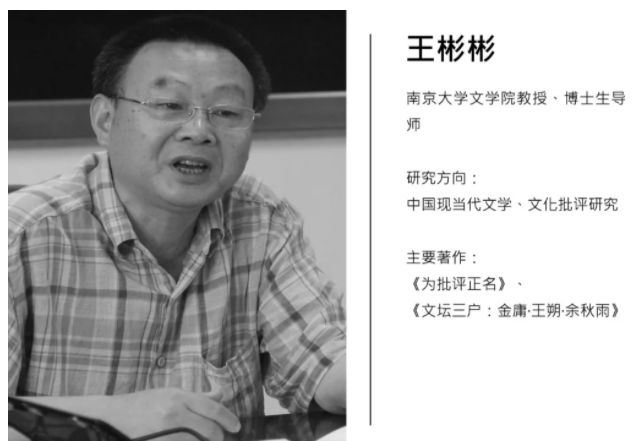 王彬彬
南京大学文学院教授、博士生导
师
研究方向：
中国现当代文学、文化批评研究
主要著作：
《为批评正名》、
《文坛三户：金庸·王朔·余秋雨》